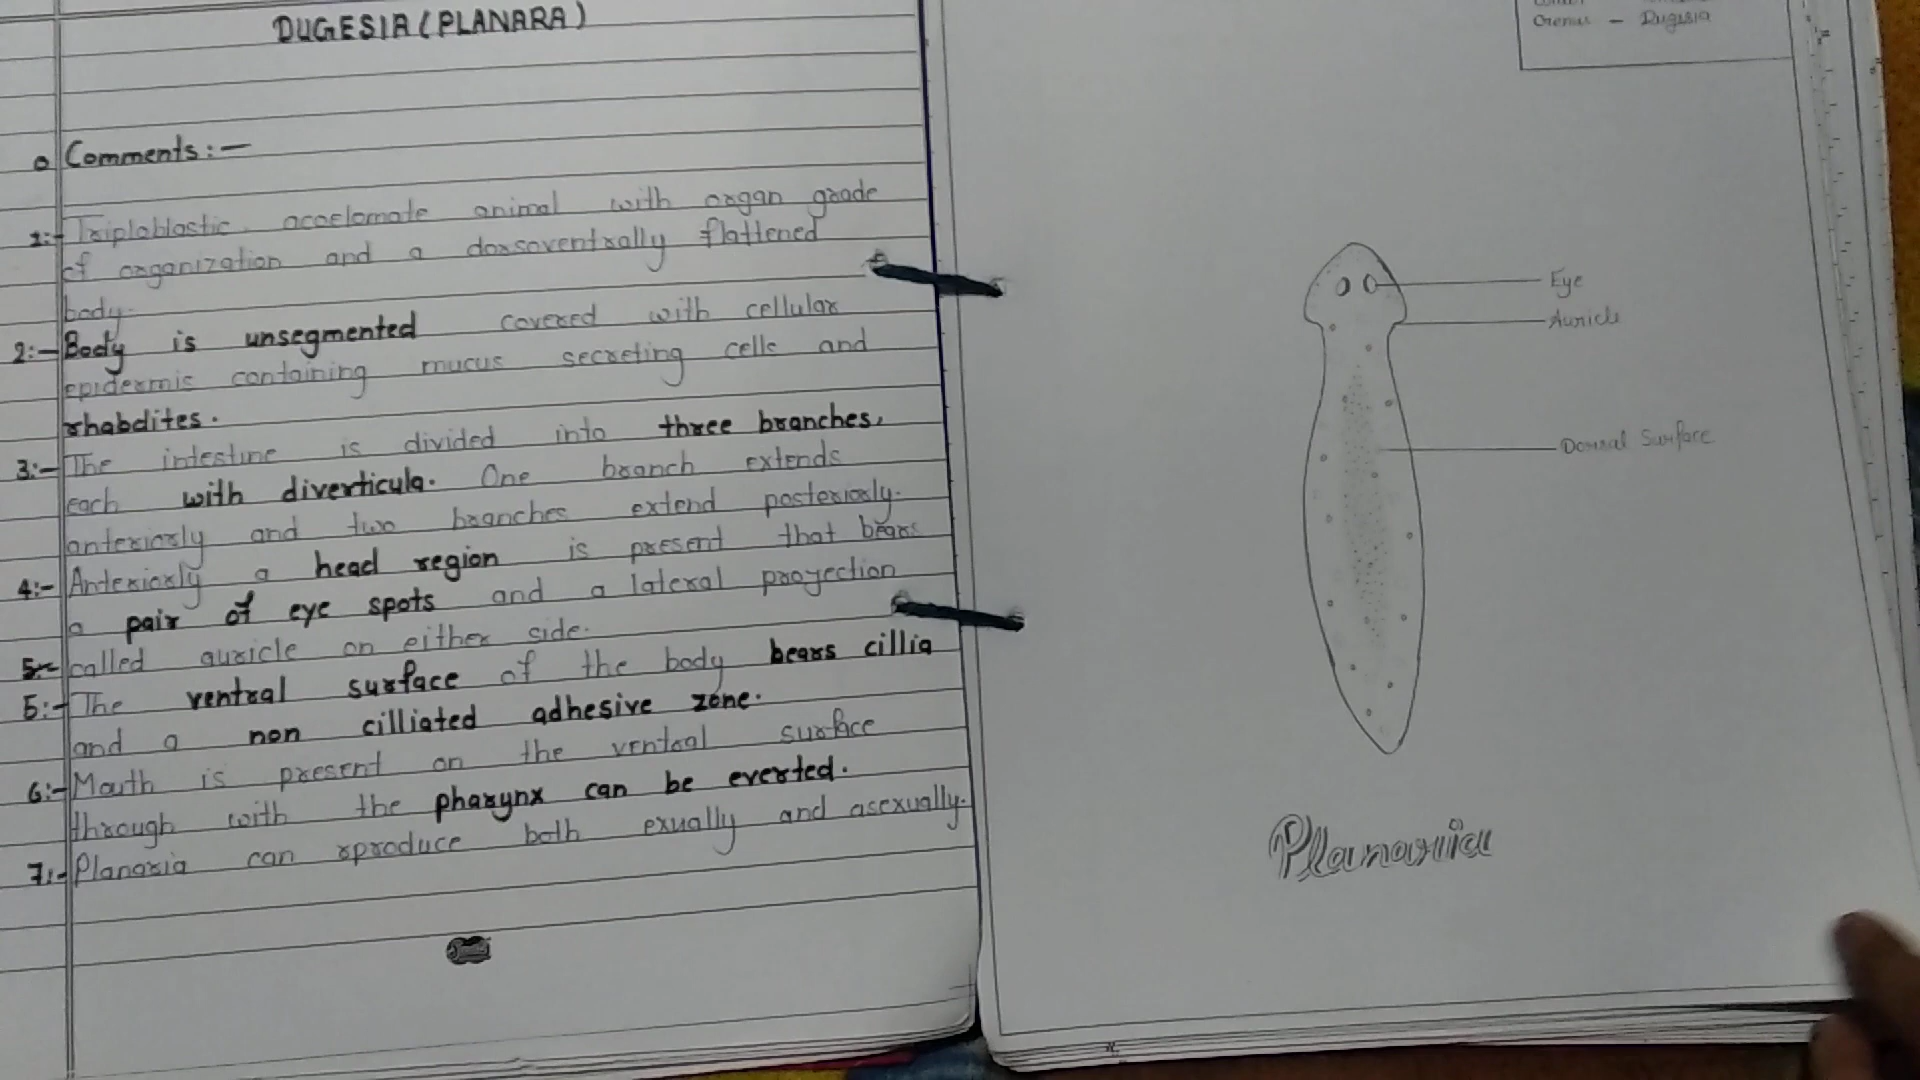 DUGESIA (PLANARA)
o Comments:-
1:- Triploblastic acoelomate animal with organ grade
of organization and a dorsoventrally flattened
body.
2:- Body is unsegmented covered with cellular
epidermis containing mucus secreting cells and
rhabdites.
3:- The intestine is divided into three branches,
each with diverticula. One branch extends
anteriorly and two branches extend posteriorly.
4:- Anteriorly a head region is present that bears
a pair of eye spots and a lateral proyection
called auricle on either side.
5:- The ventral surface of the body bears cillia
and a non cilliated adhesive zone.
6:- Mouth is present on the ventral surface
through with the pharynx can be everted.
7:- Planaria can rproduce both exually and asexually.
Genus - Dugesia
Eye
Auricle
Dorsal Surface
Planaria